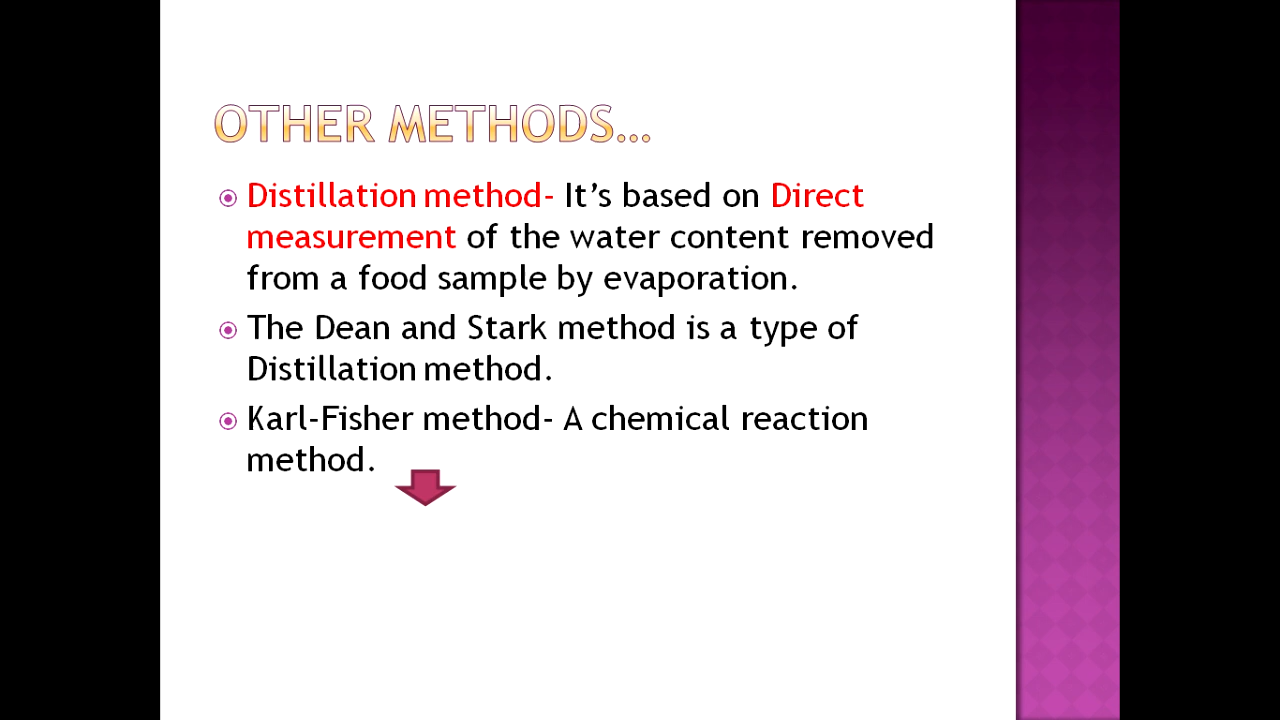 OTHER METHODS…
Distillation method- It’s based on Direct
measurement of the water content removed
from a food sample by evaporation.
The Dean and Stark method is a type of
Distillation method.
Karl-Fisher method- A chemical reaction
method.